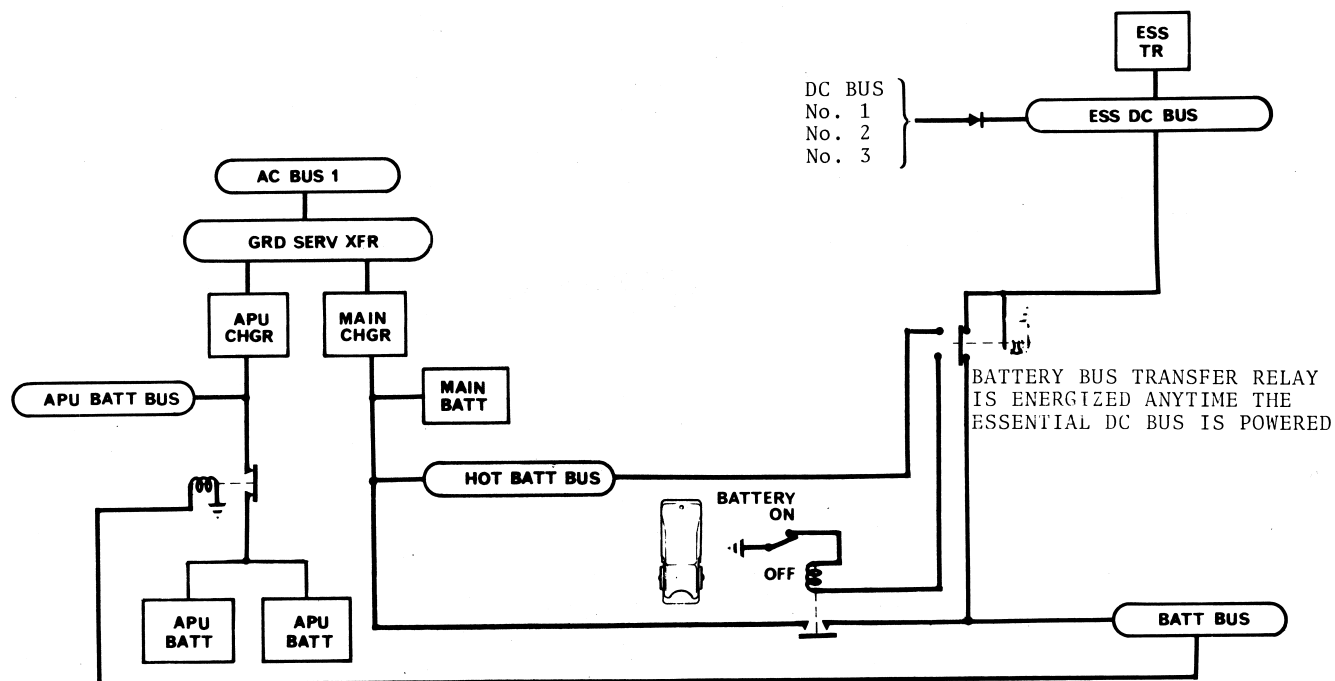 ESS
TR
DC BUS
No. 1
No. 2
No. 3
ESS DC BUS
AC BUS 1
GRD SERV XFR
APU
CHGR
MAIN
CHGR
APU BATT BUS
MAIN
BATT
BATTERY BUS TRANSFER RELAY
IS ENERGIZED ANYTIME THE
ESSENTIAL DC BUS IS POWERED
HOT BATT BUS
BATTERY
ON
OFF
APU
BATT
APU
BATT
BATT BUS